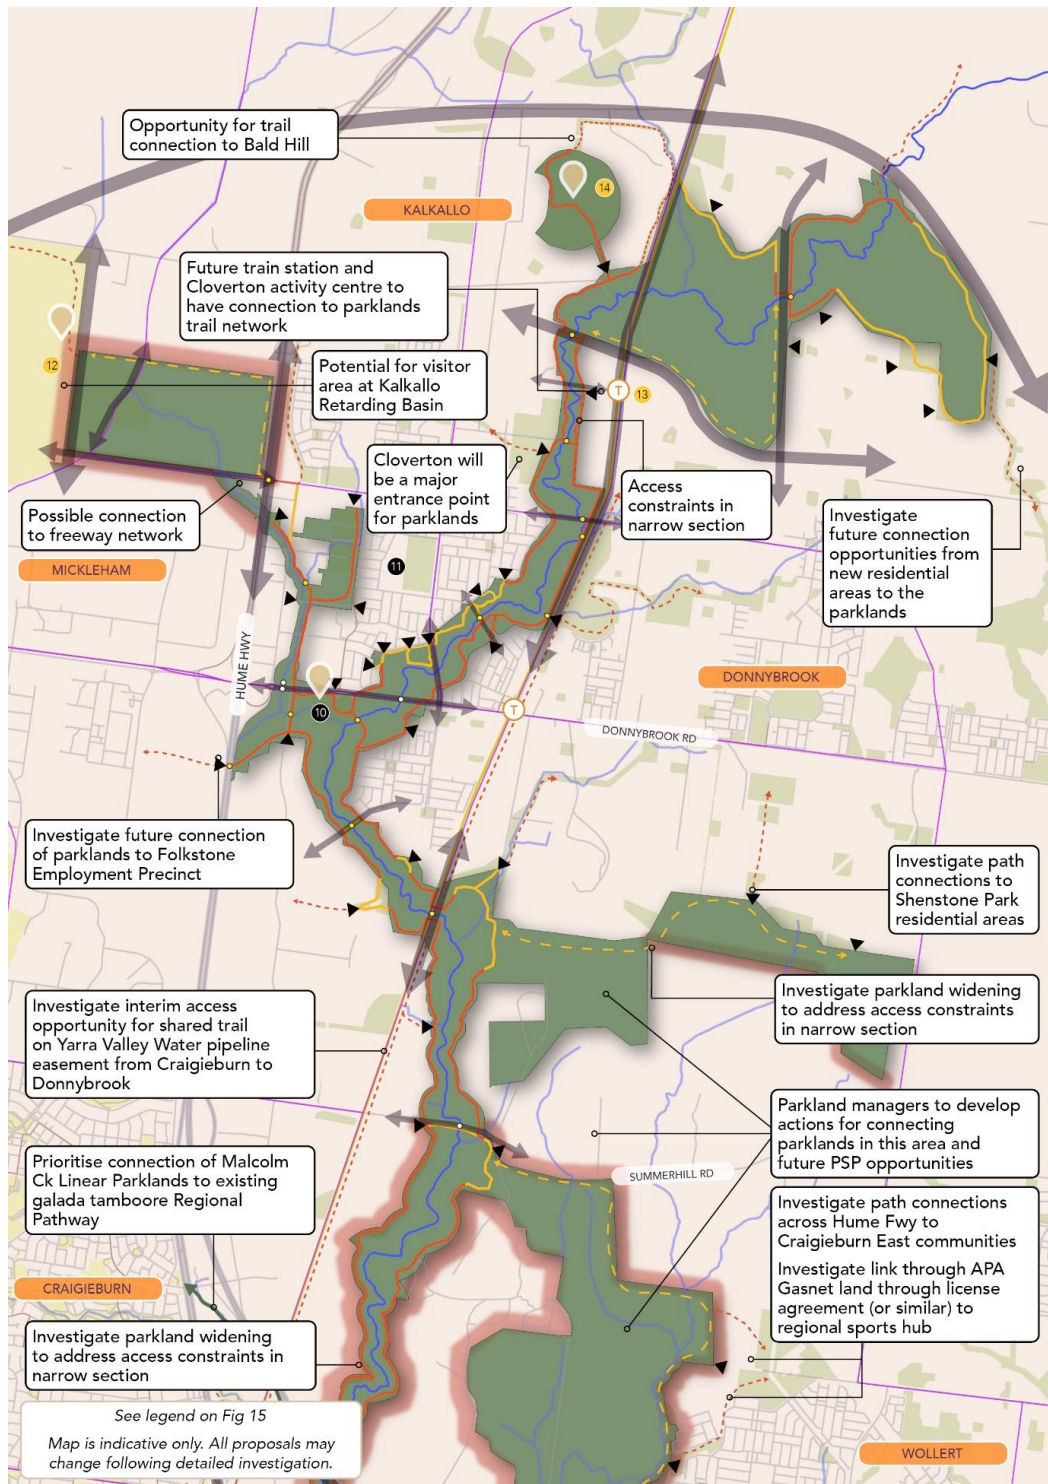 Opportunity for trail
connection to Bald Hill
14
KALKALLO
Future train station and
Cloverton activity centre to
have connection to parklands
trail network
12
Potential for visitor
area at Kalkallo
Retarding Basin
T
13
Cloverton will
be a major
entrance point
for parklands
Access
constraints in
narrow section
Possible connection
to freeway network
Investigate
future connection
opportunities from
new residential
areas to the
parklands
MICKLEHAM
11
HUME HWY
DONNYBROOK
10
T
DONNYBROOK RD
Investigate future connection
of parklands to Folkstone
Employment Precinct
Investigate path
connections to
Shenstone Park
residential areas
Investigate parkland widening
to address access constraints
in narrow section
Investigate interim access
opportunity for shared trail
on Yarra Valley Water pipeline
easement from Craigieburn to
Donnybrook
Parkland managers to develop
actions for connecting
parklands in this area and
future PSP opportunities
Prioritise connection of Malcolm
Ck Linear Parklands to existing
galada tamboore Regional
Pathway
SUMMERHILL RD
Investigate path connections
across Hume Fwy to
Craigieburn East communities
Investigate link through APA
Gasnet land through license
agreement (or similar) to
regional sports hub
CRAIGIEBURN
Investigate parkland widening
to address access constraints in
narrow section
See legend on Fig 15
Map is indicative only. All proposals may
change following detailed investigation.
WOLLERT